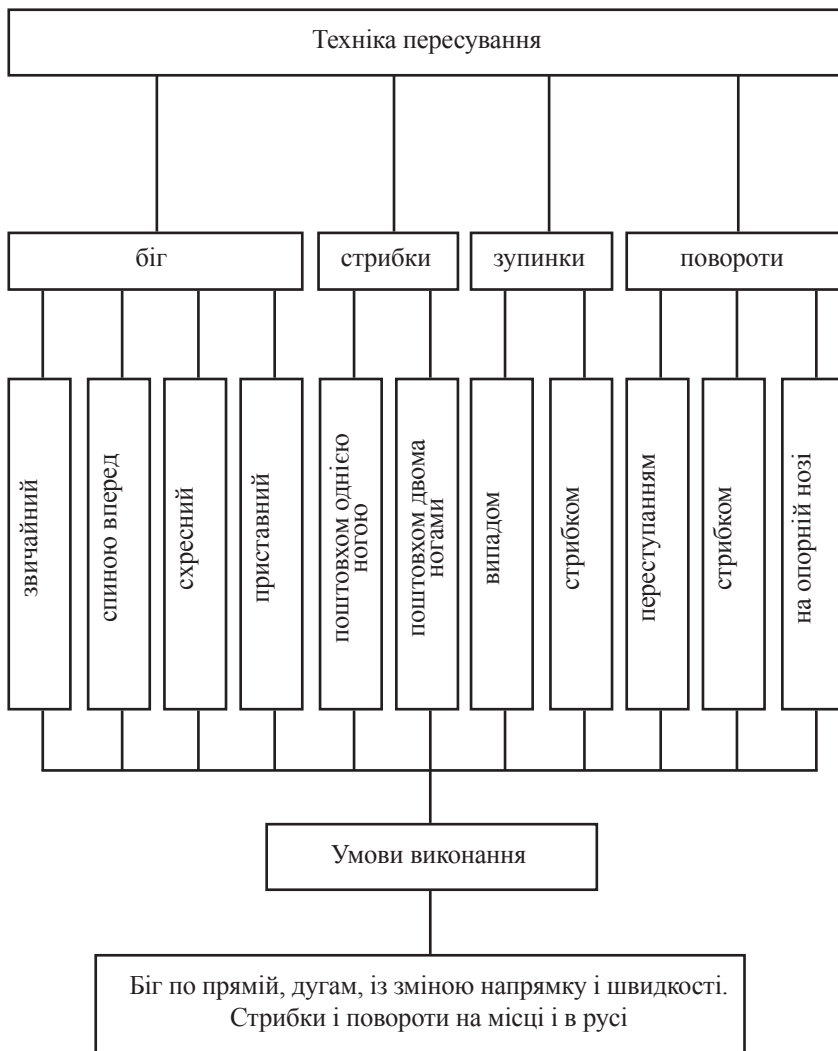 Техніка пересування
біг
стрибки
зупинки
повороти
звичайний
спиною вперед
схресний
приставний
поштовхом однією
ногою
поштовхом двома
ногами
випадом
стрибком
переступанням
стрибком
на опорній нозі
Умови виконання
Біг по прямій, дугам, із зміною напрямку і швидкості.
Стрибки і повороти на місці і в русі